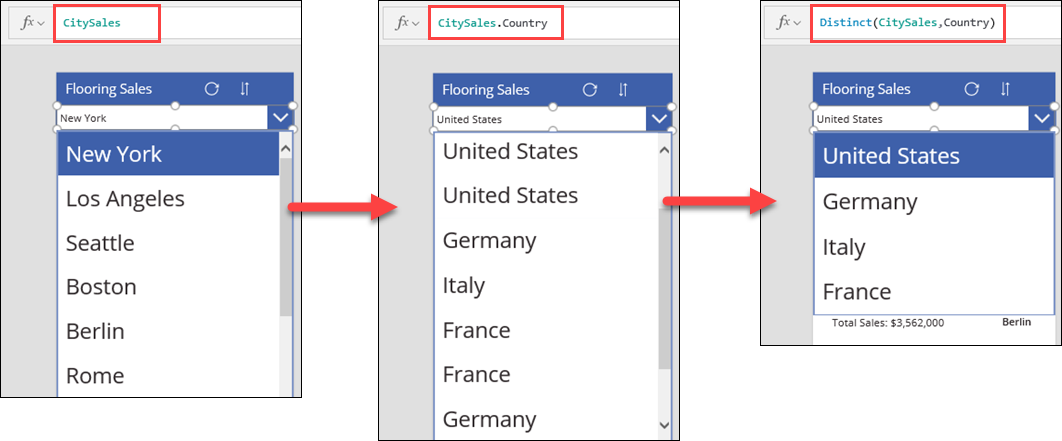 fx CitySales
Flooring Sales
New York
New York
Los Angeles
Seattle
Boston
Berlin
Rome
fx CitySales.Country
Flooring Sales
United States
United States
United States
Germany
Italy
France
France
Germany
fx Distinct(CitySales,Country)
Flooring Sales
United States
United States
Germany
Italy
France
Total Sales: $3,562,000 Berlin